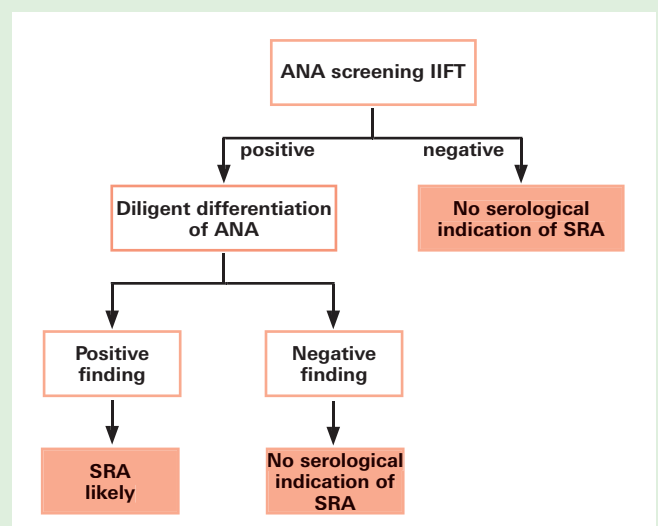 ANA screening IIFT
positive
negative
Diligent differentiation
of ANA
No serological
indication of SRA
Positive
finding
Negative
finding
SRA
likely
No serological
indication of
SRA